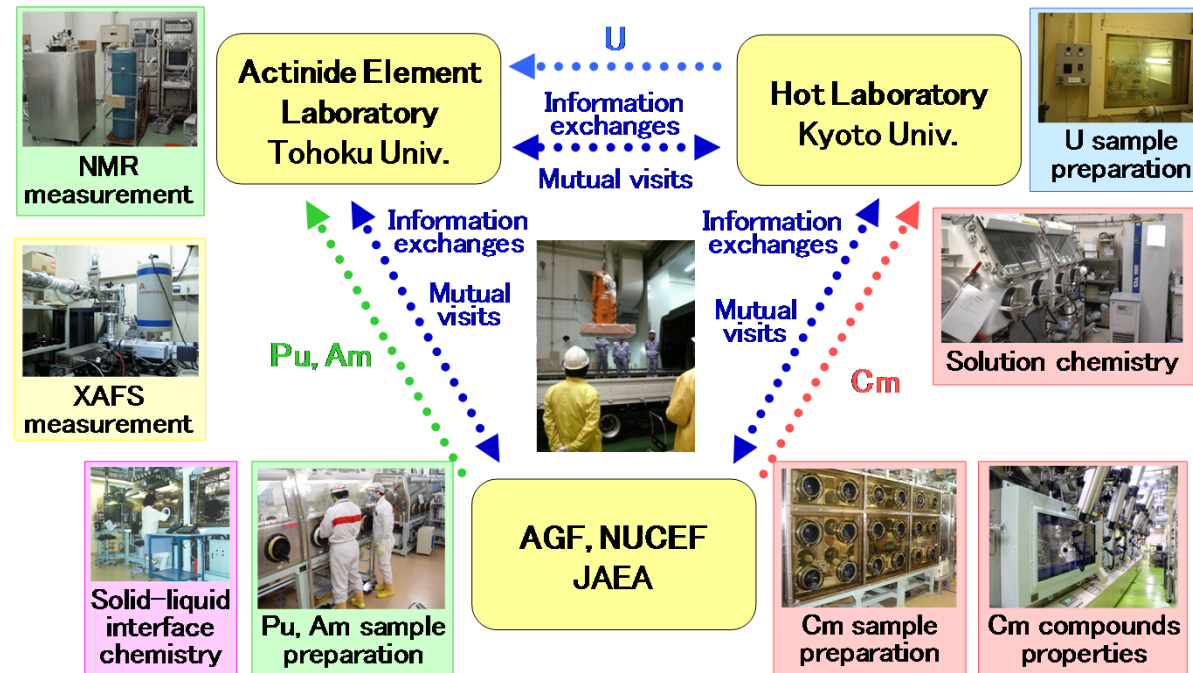 U
Actinide Element
Laboratory
Tohoku Univ.
Information
exchanges
Mutual visits
Hot Laboratory
Kyoto Univ.
NMR
measurement
U sample
preparation
Information
exchanges
Mutual
visits
Information
exchanges
Mutual
visits
Pu, Am
Cm
XAFS
measurement
Solution chemistry
AGF, NUCEF
JAEA
Solid-liquid
interface
chemistry
Pu, Am sample
preparation
Cm sample
preparation
Cm compounds
properties